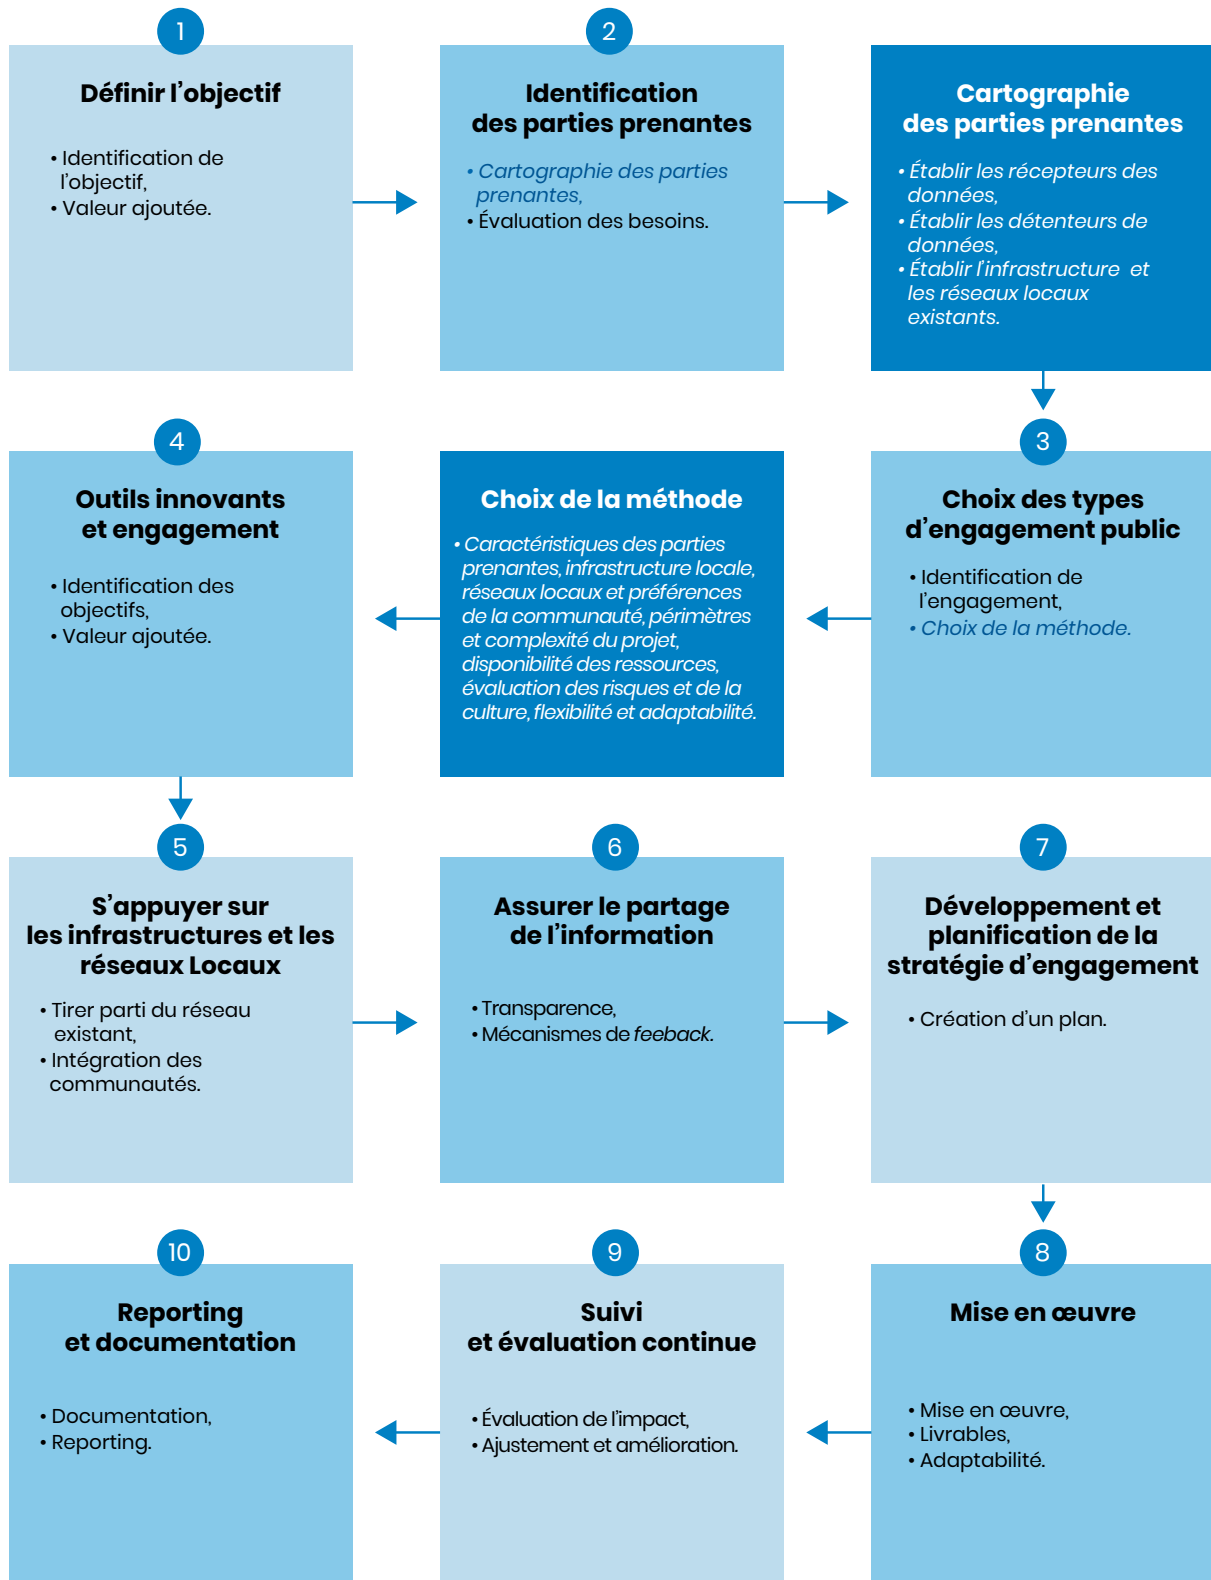 1
Définir l’objectif
• Identification de
l’objectif,
• Valeur ajoutée.
2
Identification
des parties prenantes
• Cartographie des parties
prenantes,
• Évaluation des besoins.
Cartographie
des parties prenantes
• Établir les récepteurs des
données,
• Établir les détenteurs de
données,
• Établir l’infrastructure et
les réseaux locaux
existants.
3
Choix des types
d’engagement public
• Identification de
l’engagement,
• Choix de la méthode.
Choix de la méthode
• Caractéristiques des parties
prenantes, infrastructure locale,
réseaux locaux et préférences
de la communauté, périmètres
et complexité du projet,
disponibilité des ressources,
évaluation des risques et de la
culture, flexibilité et adaptabilité.
4
Outils innovants
et engagement
• Identification des
objectifs,
• Valeur ajoutée.
5
S’appuyer sur
les infrastructures et les
réseaux Locaux
• Tirer parti du réseau
existant,
• Intégration des
communautés.
6
Assurer le partage
de l’information
• Transparence,
• Mécanismes de feeback.
7
Développement et
planification de la
stratégie d’engagement
• Création d’un plan.
8
Mise en œuvre
• Mise en œuvre,
• Livrables,
• Adaptabilité.
9
Suivi
et évaluation continue
• Évaluation de l’impact,
• Ajustement et amélioration.
10
Reporting
et documentation
• Documentation,
• Reporting.